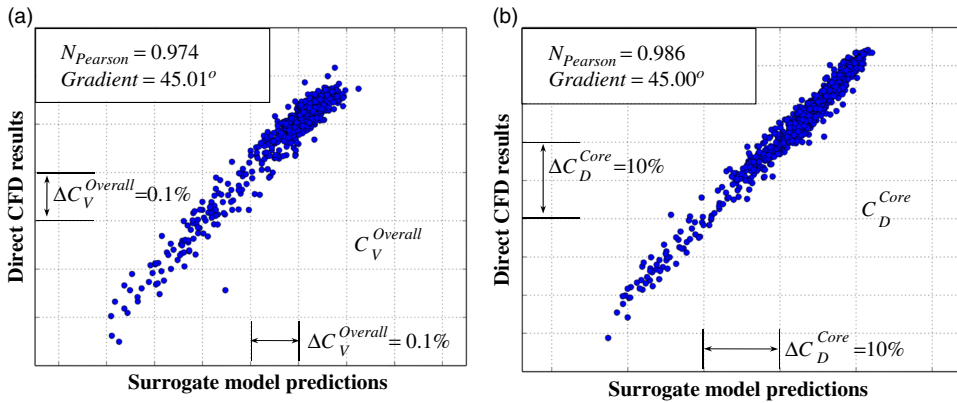 (a)
N_Pearson = 0.974
Gradient = 45.01°
Direct CFD results
ΔC_V^Overall=0.1%
C_V^Overall
ΔC_V^Overall = 0.1%
Surrogate model predictions
(b)
N_Pearson = 0.986
Gradient = 45.00°
Direct CFD results
ΔC_D^Core=10%
C_D^Core
ΔC_D^Core=10%
Surrogate model predictions